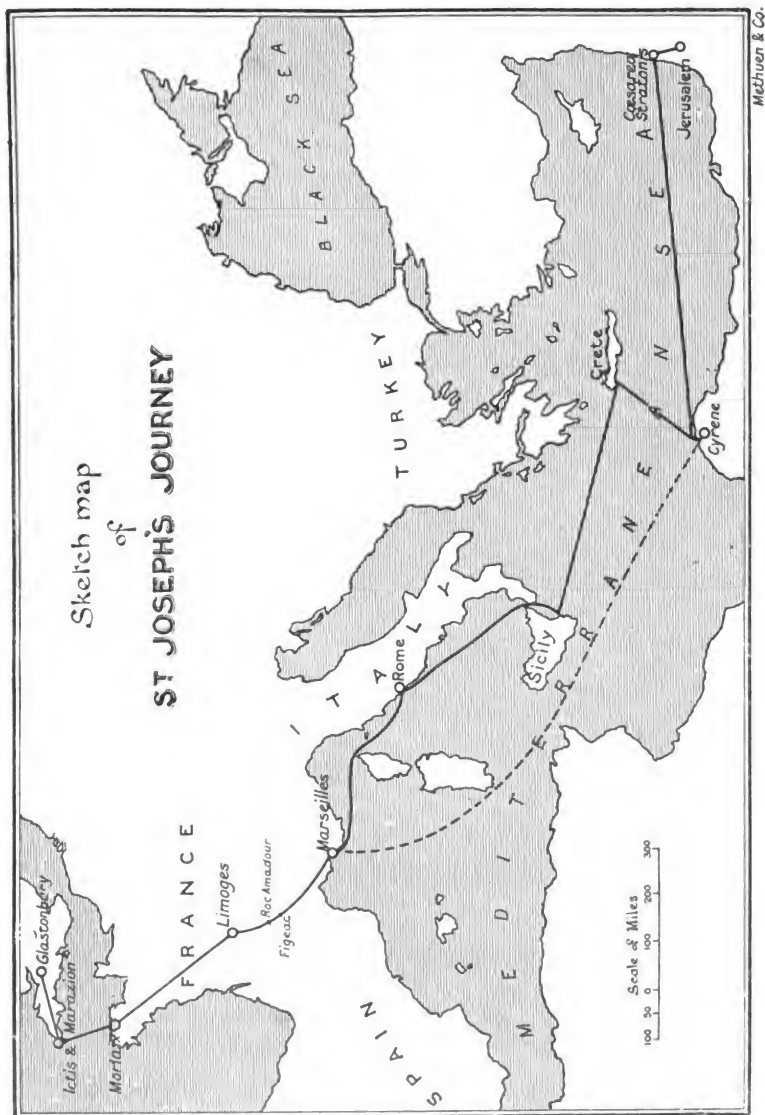 Sketch map
of
ST JOSEPH'S JOURNEY
BLACK SEA
TURKEY
ITALY
FRANCE
SPAIN
MEDITERRANEAN SEA
Glastonbury
Ictis & Marazion
Morlaix
Limoges
Roc Amadour
Figeac
Marseilles
Rome
Sicily
Crete
Cyrene
Cæsarea
Stratonis
Jerusalem
Scale of Miles
100 50 0 100 200 300
Methuen & Co.